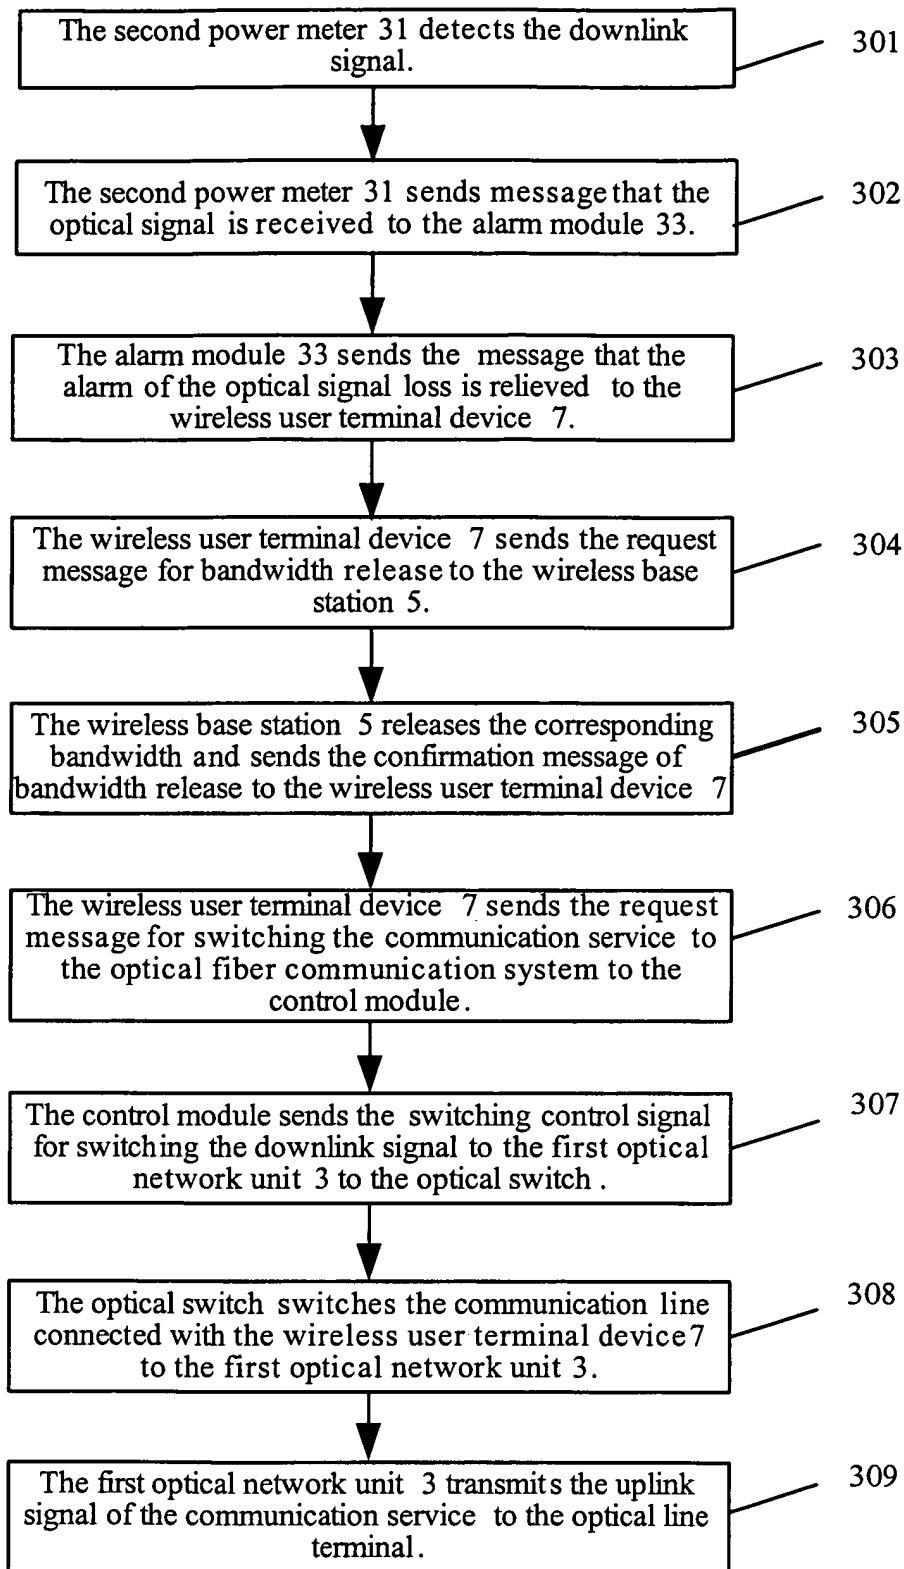 The second power meter 31 detects the downlink
signal.
301
The second power meter 31 sends message that the
optical signal is received to the alarm module 33.
302
The alarm module 33 sends the message that the
alarm of the optical signal loss is relieved to the
wireless user terminal device 7.
303
The wireless user terminal device 7 sends the request
message for bandwidth release to the wireless base
station 5.
304
The wireless base station 5 releases the corresponding
bandwidth and sends the confirmation message of
bandwidth release to the wireless user terminal device 7
305
The wireless user terminal device 7 sends the request
message for switching the communication service to
the optical fiber communication system to the
control module.
306
The control module sends the switching control signal
for switching the downlink signal to the first optical
network unit 3 to the optical switch .
307
The optical switch switches the communication line
connected with the wireless user terminal device 7
to the first optical network unit 3.
308
The first optical network unit 3 transmits the uplink
signal of the communication service to the optical line
terminal.
309